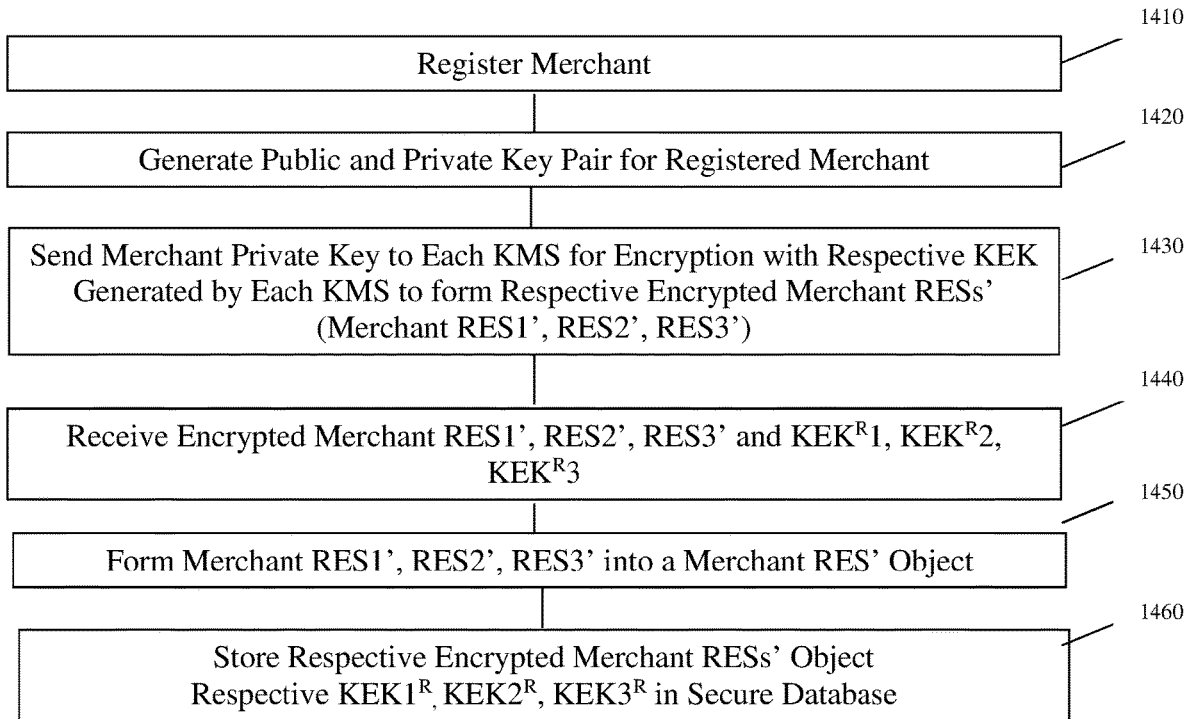 1410
Register Merchant
1420
Generate Public and Private Key Pair for Registered Merchant
1430
Send Merchant Private Key to Each KMS for Encryption with Respective KEK
Generated by Each KMS to form Respective Encrypted Merchant RESs’
(Merchant RES1’, RES2’, RES3’)
1440
Receive Encrypted Merchant RES1’, RES2’, RES3’ and KEKᴿ1, KEKᴿ2,
KEKᴿ3
1450
Form Merchant RES1’, RES2’, RES3’ into a Merchant RES’ Object
1460
Store Respective Encrypted Merchant RESs’ Object
Respective KEK1ᴿ, KEK2ᴿ, KEK3ᴿ in Secure Database